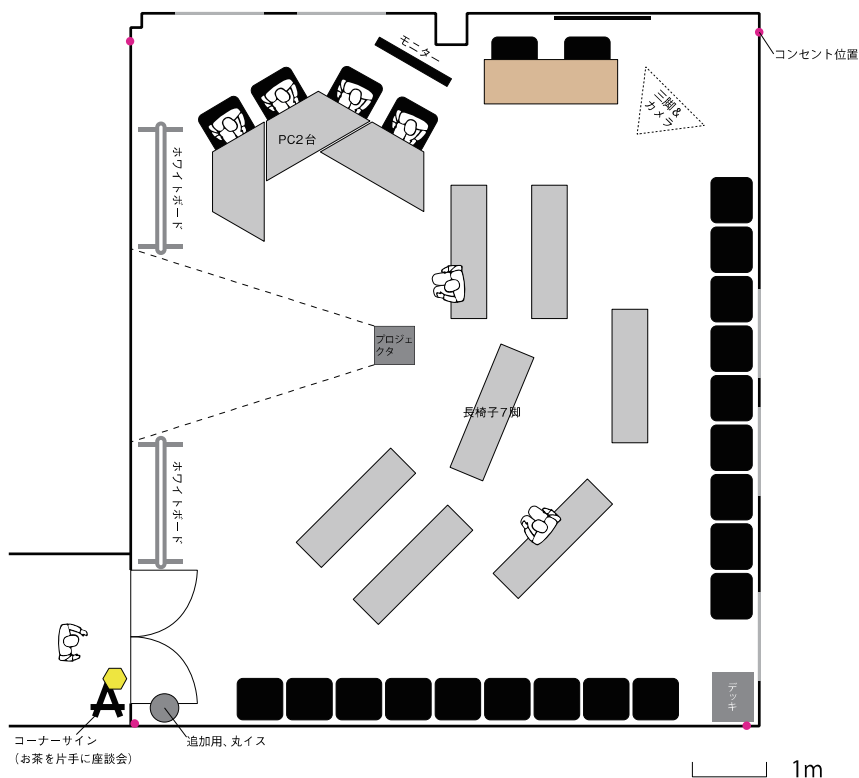 モニター
コンセント位置
三脚&
カメラ
PC2台
ホワイトボード
プロジェ
クタ
長椅子7脚
ホワイトボード
デッキ
コーナーサイン
(お茶を片手に座談会)
追加用、丸イス
1m